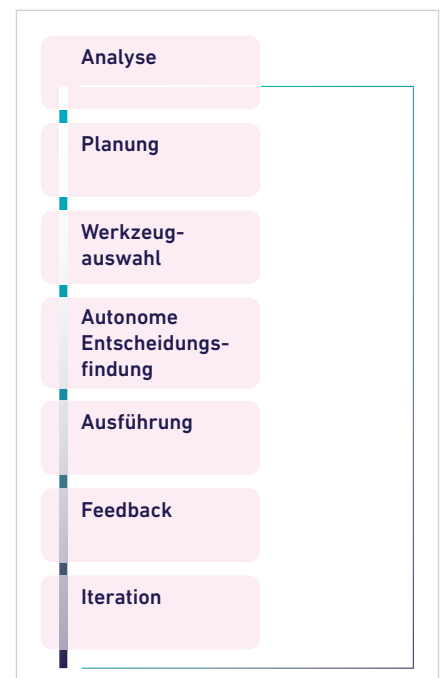 Analyse
Planung
Werkzeug-
auswahl
Autonome
Entscheidungs-
findung
Ausführung
Feedback
Iteration